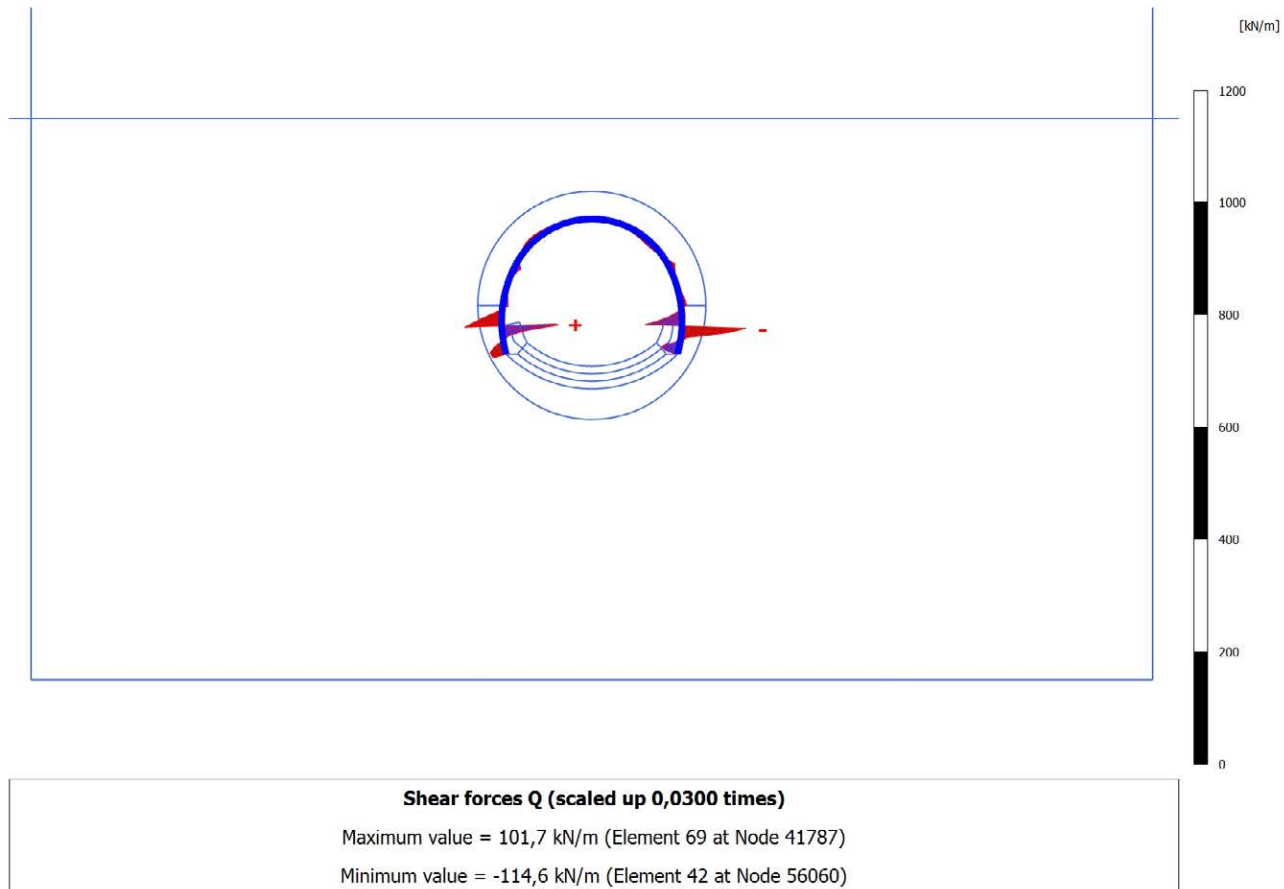 [kN/m]
1200
1000
800
600
400
200
0
+
-
Shear forces Q (scaled up 0,0300 times)
Maximum value = 101,7 kN/m (Element 69 at Node 41787)
Minimum value = -114,6 kN/m (Element 42 at Node 56060)